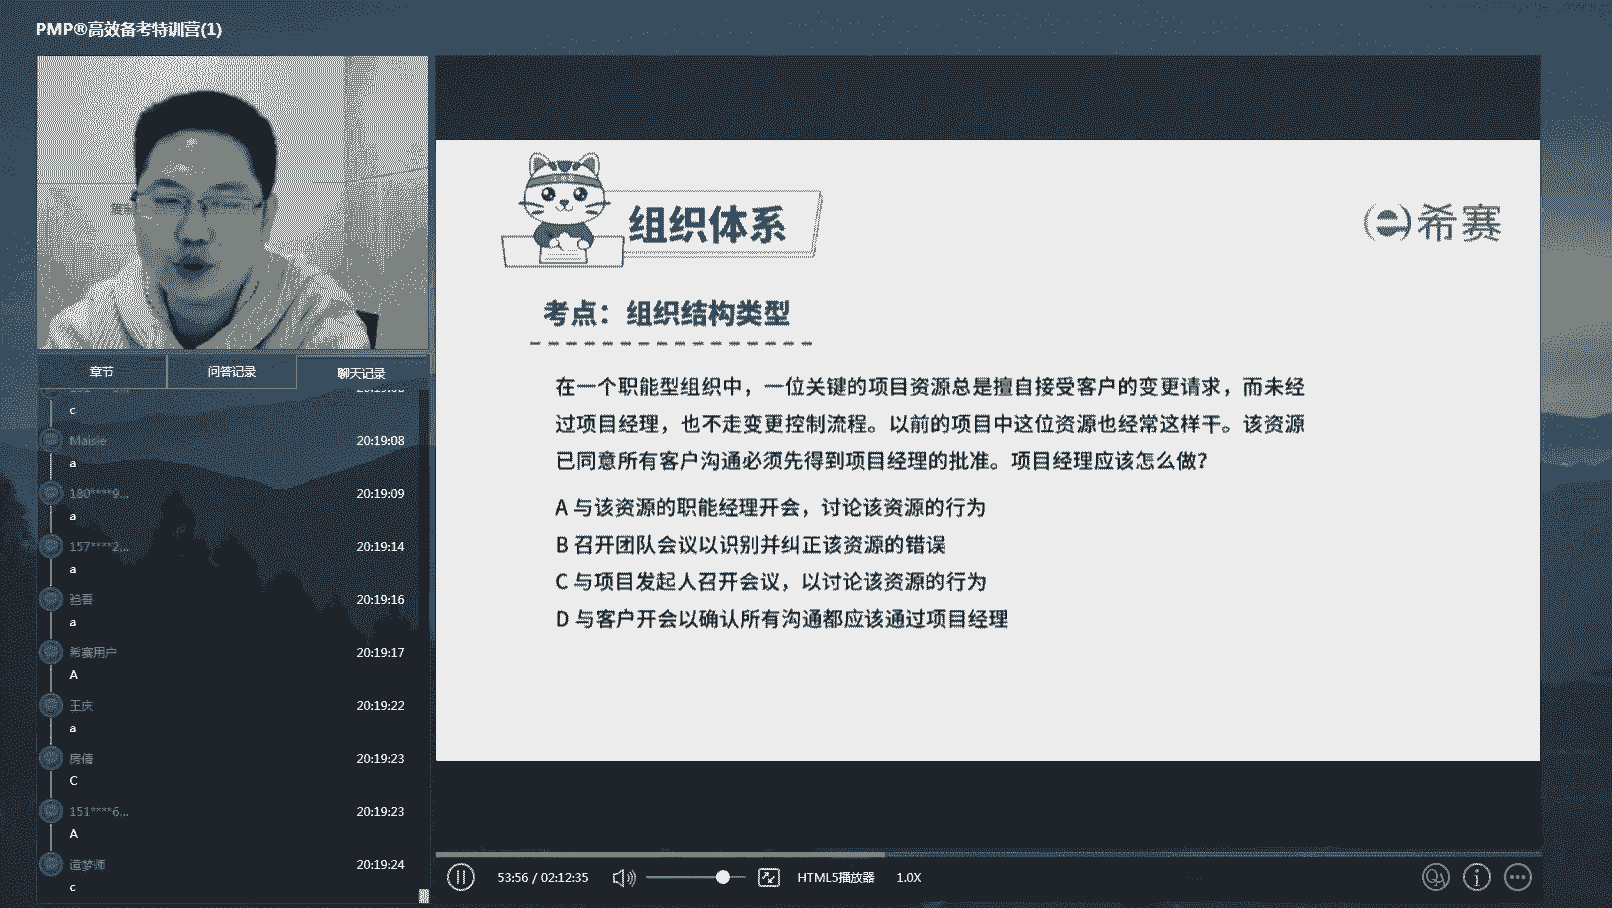 PMP®高效备考特训营(1)
组织体系
希赛
考点：组织结构类型
在一个职能型组织中，一位关键的项目资源总是擅自接受客户的变更请求，而未经
过项目经理，也不走变更控制流程。以前的项目中这位资源也经常这样干。该资源
已同意所有客户沟通必须先得到项目经理的批准。项目经理应该怎么做?
A 与该资源的职能经理开会，讨论该资源的行为
B 召开团队会议以识别并纠正该资源的错误
C 与项目发起人召开会议，以讨论该资源的行为
D 与客户开会以确认所有沟通都应该通过项目经理
章节 问答记录 聊天记录
c
Maisie 20:19:08
a
180****9... 20:19:09
a
157****2... 20:19:14
a
20:19:16
a
希赛用户 20:19:17
A
王庆 20:19:22
a
房倩 20:19:23
C
151****6... 20:19:23
A
造梦师 20:19:24
c
53:56 / 02:12:35 HTML5播放器 1.0X